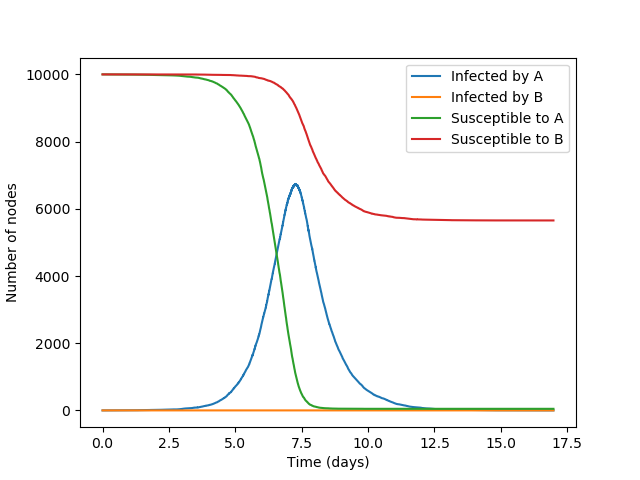 Number of nodes
10000
8000
6000
4000
2000
0
Infected by A
Infected by B
Susceptible to A
Susceptible to B
0.0 2.5 5.0 7.5 10.0 12.5 15.0 17.5
Time (days)